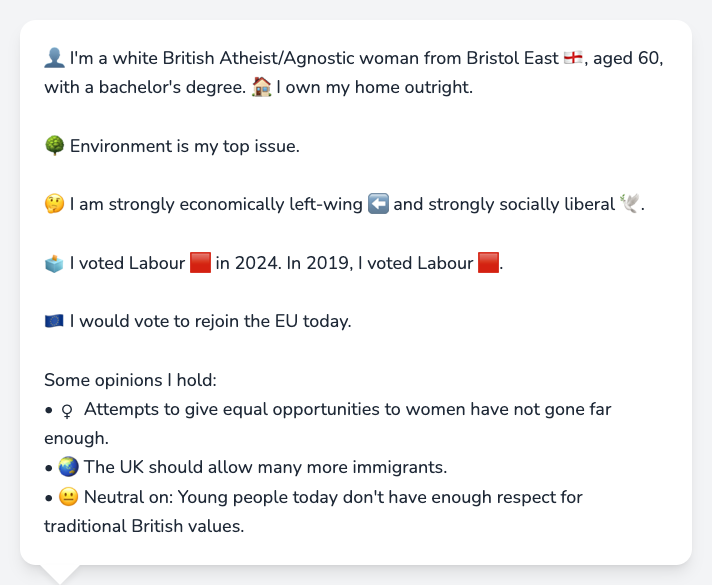 👤 I'm a white British Atheist/Agnostic woman from Bristol East 🏴󠁧󠁢󠁥󠁮󠁧󠁿, aged 60,
with a bachelor's degree. 🏠 I own my home outright.
🌳 Environment is my top issue.
🤔 I am strongly economically left-wing ⬅️ and strongly socially liberal 🕊️.
🗳️ I voted Labour 🟥 in 2024. In 2019, I voted Labour 🟥.
🇪🇺 I would vote to rejoin the EU today.
Some opinions I hold:
• ♀ Attempts to give equal opportunities to women have not gone far
enough.
• 🌏 The UK should allow many more immigrants.
• 😐 Neutral on: Young people today don't have enough respect for
traditional British values.